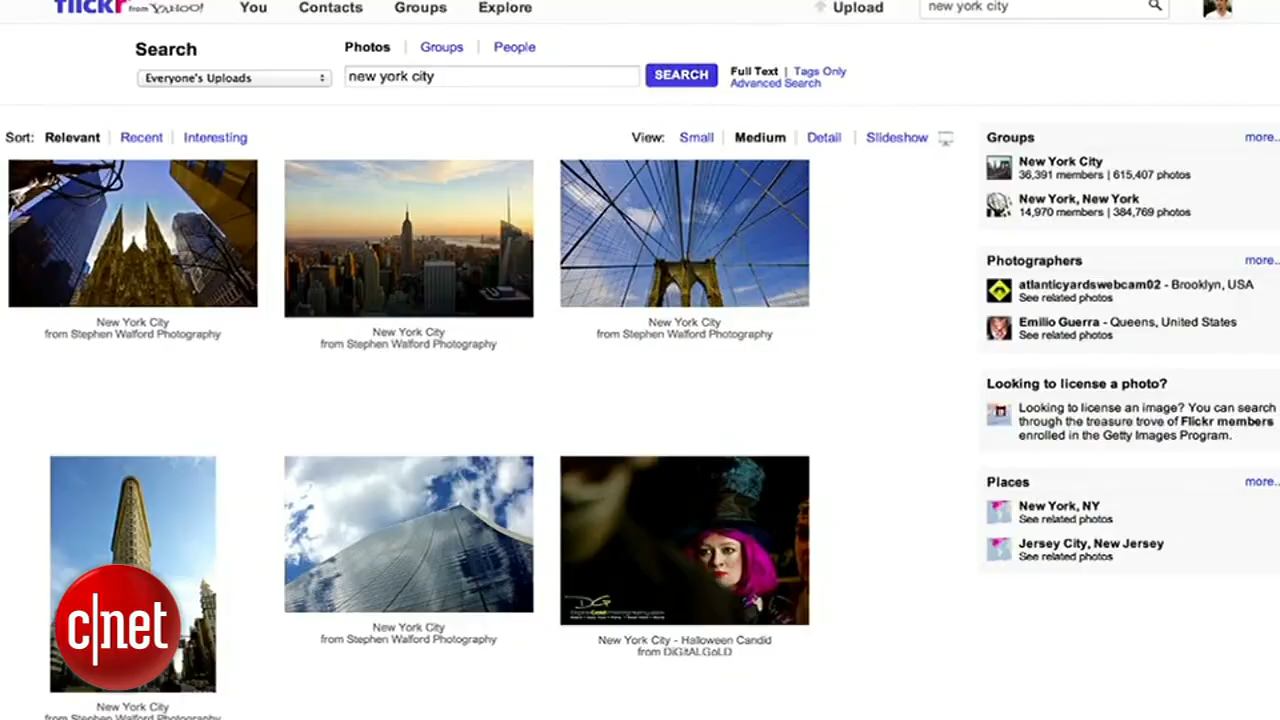 flickr from YAHOO!
You
Contacts
Groups
Explore
Upload
new york city
Search
Photos | Groups | People
Everyone's Uploads
new york city
SEARCH
Full Text | Tags Only
Advanced Search
Sort: Relevant | Recent | Interesting
View: Small | Medium | Detail | Slideshow
New York City
from Stephen Walford Photography
New York City
from Stephen Walford Photography
New York City
from Stephen Walford Photography
New York City
from Stephen Walford Photography
New York City
from Stephen Walford Photography
DGP
New York City - Halloween Candid
from DiGitALGoLD
Groups
more..
New York City
36,391 members | 615,407 photos
New York, New York
14,970 members | 384,769 photos
Photographers
more..
atlanticyardswebcam02 - Brooklyn, USA
See related photos
Emilio Guerra - Queens, United States
See related photos
Looking to license a photo?
Looking to license an image? You can search
through the treasure trove of Flickr members
enrolled in the Getty Images Program.
Places
more..
New York, NY
See related photos
Jersey City, New Jersey
See related photos
c|net